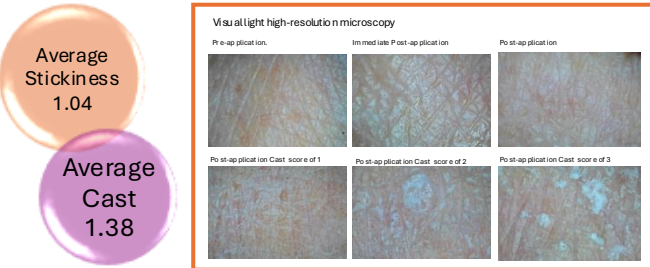 Average
Stickiness
1.04
Average
Cast
1.38
Visual light high-resolution microscopy
Pre-application.
Immediate Post-application
Post-application
Post-application Cast score of 1
Post-application Cast score of 2
Post-application Cast score of 3